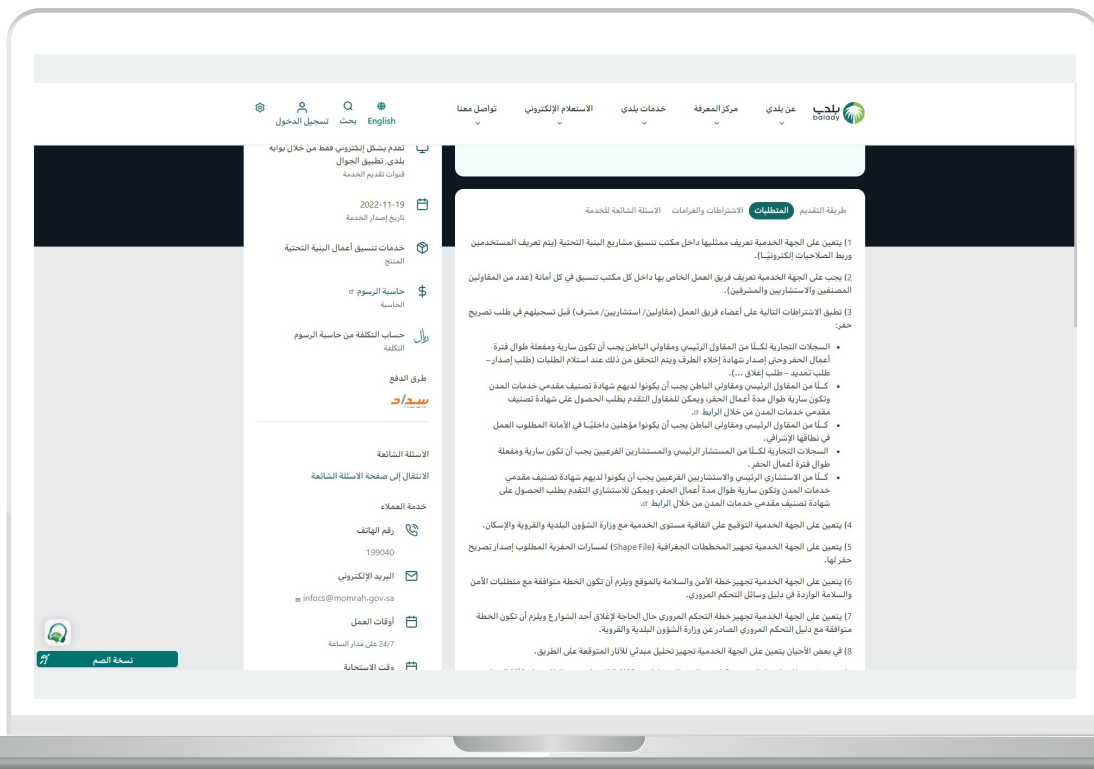 بلدي
balady
عن بلدي
مركز المعرفة
خدمات بلدي
الاستعلام الإلكتروني
تواصل معنا
English
بحث
تسجيل الدخول
طريقة التقديم
المتطلبات
الاشتراطات والغرامات
الاسئلة الشائعة للخدمة
1) يتعين على الجهة الخدمية تعريف ممثليها داخل مكتب تنسيق مشاريع البنية التحتية (يتم تعريف المستخدمين
وربط الصلاحيات إلكترونيًـا).
2) يجب على الجهة الخدمية تعريف فريق العمل الخاص بها داخل كل مكتب تنسيق في كل أمانة (عدد من المقاولين
المصنفين والاستشاريين والمشرفين).
3) تطبق الاشتراطات التالية على أعضاء فريق العمل (مقاولين/ استشاريين/ مشرف) قبل تسجيلهم في طلب تصريح
حفر:
• السجلات التجارية لكـلًا من المقاول الرئيسي ومقاولي الباطن يجب أن تكون سارية ومفعلة طوال فترة
أعمال الحفر وحتى إصدار شهادة إخلاء الطرف ويتم التحقق من ذلك عند استلام الطلبات (طلب إصدار –
طلب تمديد – طلب إغلاق ...).
• كـلًا من المقاول الرئيسي ومقاولي الباطن يجب أن يكونوا لديهم شهادة تصنيف مقدمي خدمات المدن
وتكون سارية طوال مدة أعمال الحفر، ويمكن للمقاول التقدم بطلب الحصول على شهادة تصنيف
مقدمي خدمات المدن من خلال الرابط.
• كـلًا من المقاول الرئيسي ومقاولي الباطن يجب أن يكونوا مؤهلين داخليًـا في الأمانة المطلوب العمل
في نطاقها الإشرافي.
• السجلات التجارية لكـلًا من المستشار الرئيسي والمستشارين الفرعيين يجب أن تكون سارية ومفعلة
طوال فترة أعمال الحفر .
• كـلًا من الاستشاري الرئيسي والاستشاريين الفرعيين يجب أن يكونوا لديهم شهادة تصنيف مقدمي
خدمات المدن وتكون سارية طوال مدة أعمال الحفر، ويمكن للاستشاري التقدم بطلب الحصول على
شهادة تصنيف مقدمي خدمات المدن من خلال الرابط.
4) يتعين على الجهة الخدمية التوقيع على اتفاقية مستوى الخدمية مع وزارة الشؤون البلدية والقروية والإسكان.
5) يتعين على الجهة الخدمية تجهيز المخططات الجغرافية (Shape File) لمسارات الحفرية المطلوب إصدار تصريح
حفر لها.
6) يتعين على الجهة الخدمية تجهيز خطة الأمن والسلامة بالموقع ويلزم أن تكون الخطة متوافقة مع متطلبات الأمن
والسلامة الواردة في دليل وسائل التحكم المروري.
7) يتعين على الجهة الخدمية تجهيز خطة التحكم المروري حال الحاجة لإغلاق أحد الشوارع ويلزم أن تكون الخطة
متوافقة مع دليل التحكم المروري الصادر عن وزارة الشؤون البلدية والقروية.
8) في بعض الأحيان يتعين على الجهة الخدمية تجهيز تحليل مبدئي للآثار المتوقعة على الطريق.
تقدم بشكل إلكتروني فقط من خلال بوابة
بلدي, تطبيق الجوال
قنوات تقديم الخدمة
2022-11-19
تاريخ إصدار الخدمة
خدمات تنسيق أعمال البنية التحتية
المنتج
حاسبة الرسوم
الحاسبة
حساب التكلفة من حاسبة الرسوم
التكلفة
طرق الدفع
سداد
الاسئلة الشائعة
الانتقال إلى صفحة الاسئلة الشائعة
خدمة العملاء
رقم الهاتف
199040
البريد الإلكتروني
infocs@momrah.gov.sa
أوقات العمل
24/7 على مدار الساعة
وقت الاستجابة
نسخة الصم